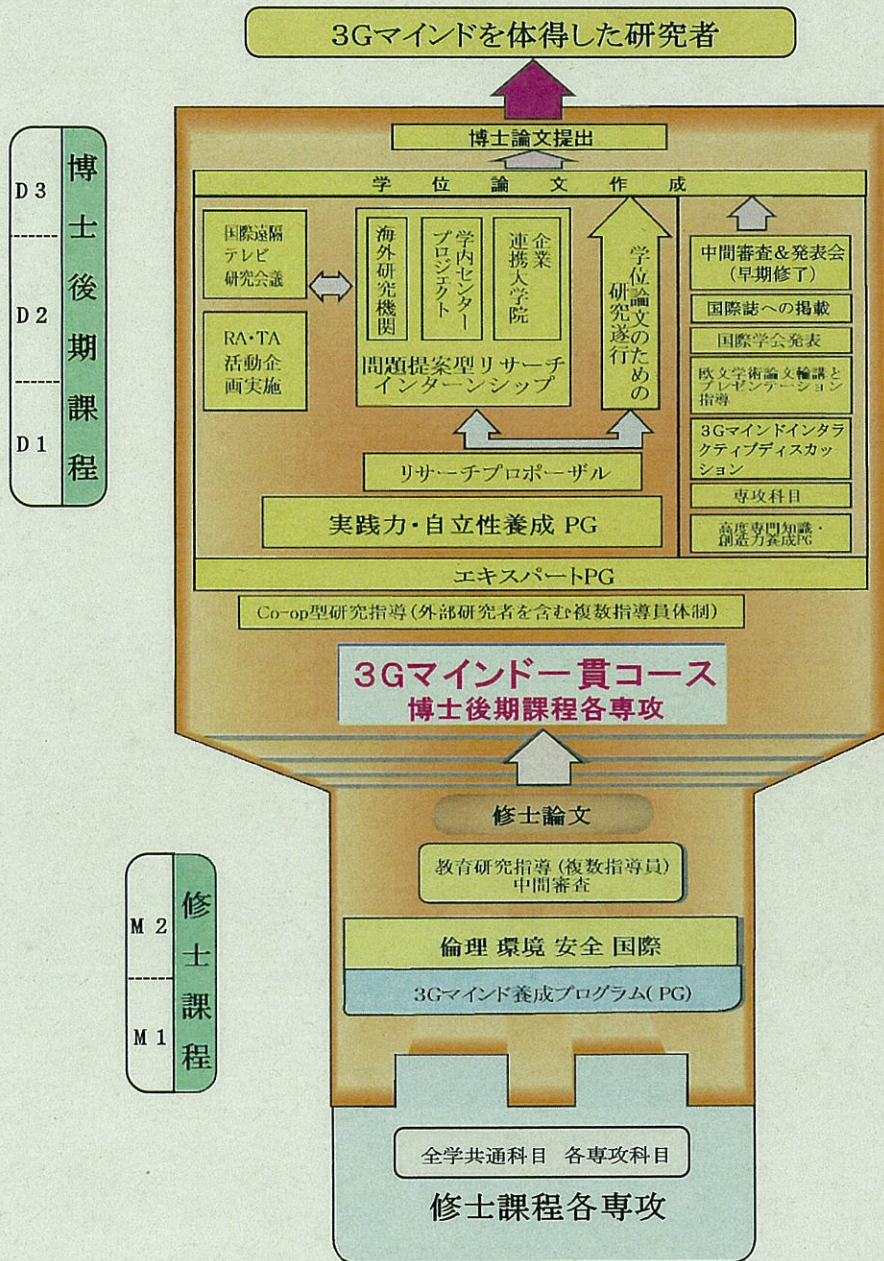 3Gマインドを体得した研究者
博士論文提出
学位論文作成
D3
D2
D1
博士後期課程
国際遠隔
テレビ
研究会議
RA・TA
活動企
画実施
海外研究機関
学内センター
プロジェクト
企業
連携大学院
問題提案型リサーチ
インターンシップ
学位論文のための
研究遂行
中間審査&発表会
(早期修了)
国際誌への掲載
国際学会発表
欧文学術論文輪講と
プレゼンテーション
指導
3Gマインドインタラ
クティブディスカッ
ション
専攻科目
高度専門知識・
創造力養成PG
リサーチプロポーザル
実践力・自立性養成 PG
エキスパートPG
Co-op型研究指導(外部研究者を含む複数指導員体制)
3Gマインド一貫コース
博士後期課程各専攻
修士論文
教育研究指導(複数指導員)
中間審査
M 2
M 1
修士課程
倫理 環境 安全 国際
3Gマインド養成プログラム(PG)
全学共通科目 各専攻科目
修士課程各専攻